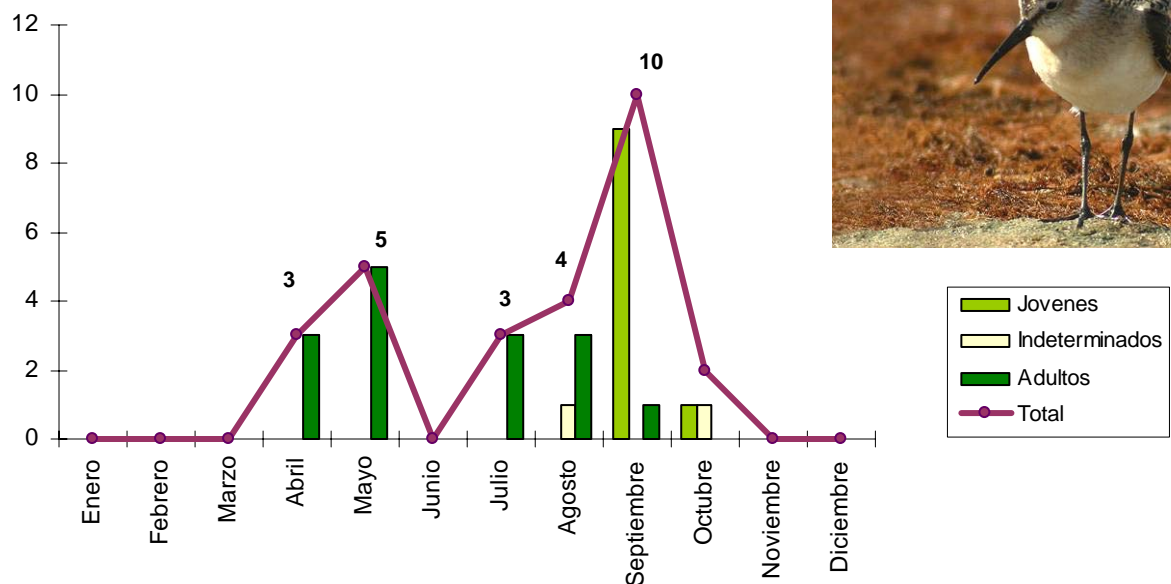 12
10
8
6
4
2
0
3
5
3
4
10
Enero
Febrero
Marzo
Abril
Mayo
Junio
Julio
Agosto
Septiembre
Octubre
Noviembre
Diciembre
Jovenes
Indeterminados
Adultos
Total